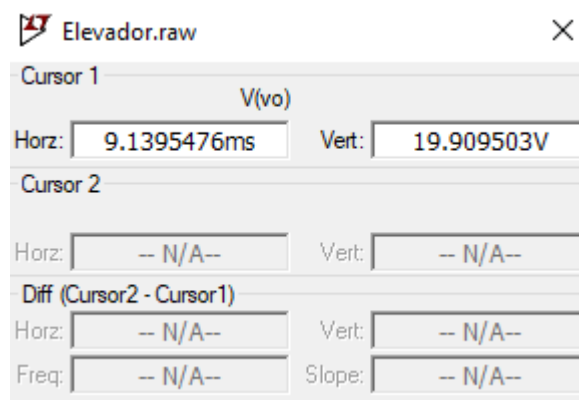 Elevador.raw
Cursor 1
V(vo)
Horz: 9.1395476ms Vert: 19.909503V
Cursor 2
Horz: -- N/A-- Vert: -- N/A--
Diff (Cursor2 - Cursor1)
Horz: -- N/A-- Vert: -- N/A--
Freq: -- N/A-- Slope: -- N/A--